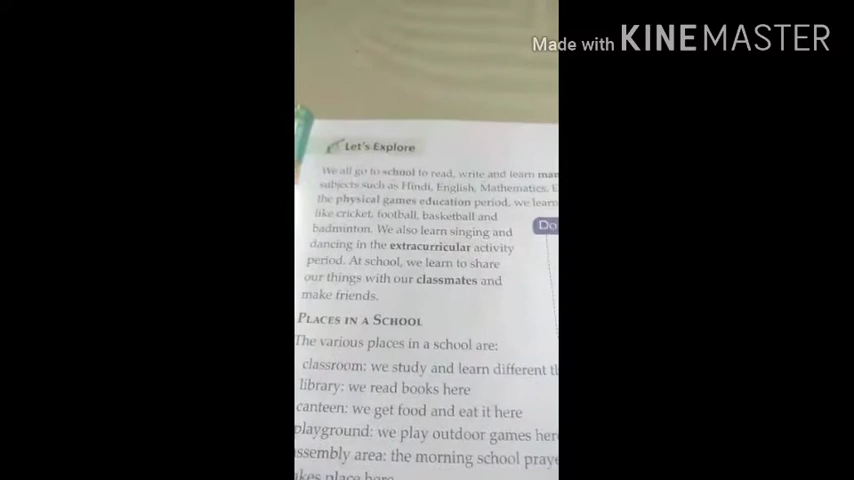 Made with KINEMASTER
Let's Explore
We all go to school to read, write and learn
subjects such as Hindi, English, Mathematics.
the physical games education period, we learn
like cricket, football, basketball and
badminton. We also learn singing and
Do
dancing in the extracurricular activity
period. At school, we learn to share
our things with our classmates and
make friends.
PLACES IN A SCHOOL
The various places in a school are:
classroom: we study and learn different
library: we read books here
canteen: we get food and eat it here
playground: we play outdoor games
assembly area: the morning school
place here